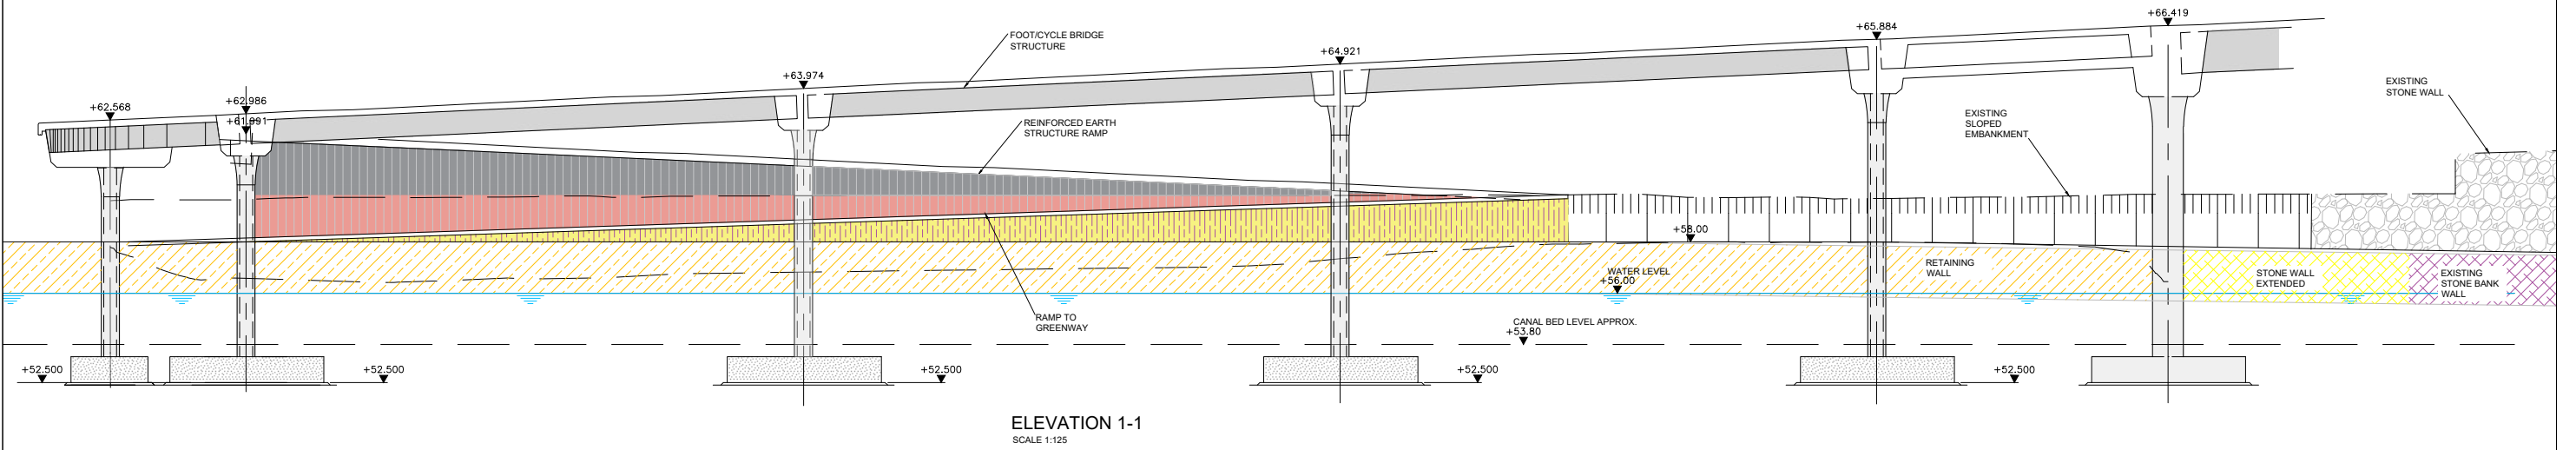 +66.419
+65.884
FOOT/CYCLE BRIDGE
STRUCTURE
+64.921
+63.974
EXISTING
STONE WALL
+62.568
+62.986
+61.991
REINFORCED EARTH
STRUCTURE RAMP
EXISTING
SLOPED
EMBANKMENT
+58.00
WATER LEVEL
+56.00
RETAINING
WALL
STONE WALL
EXTENDED
EXISTING
STONE BANK
WALL
RAMP TO
GREENWAY
CANAL BED LEVEL APPROX.
+53.80
+52.500
+52.500
+52.500
+52.500
+52.500
ELEVATION 1-1
SCALE 1:125